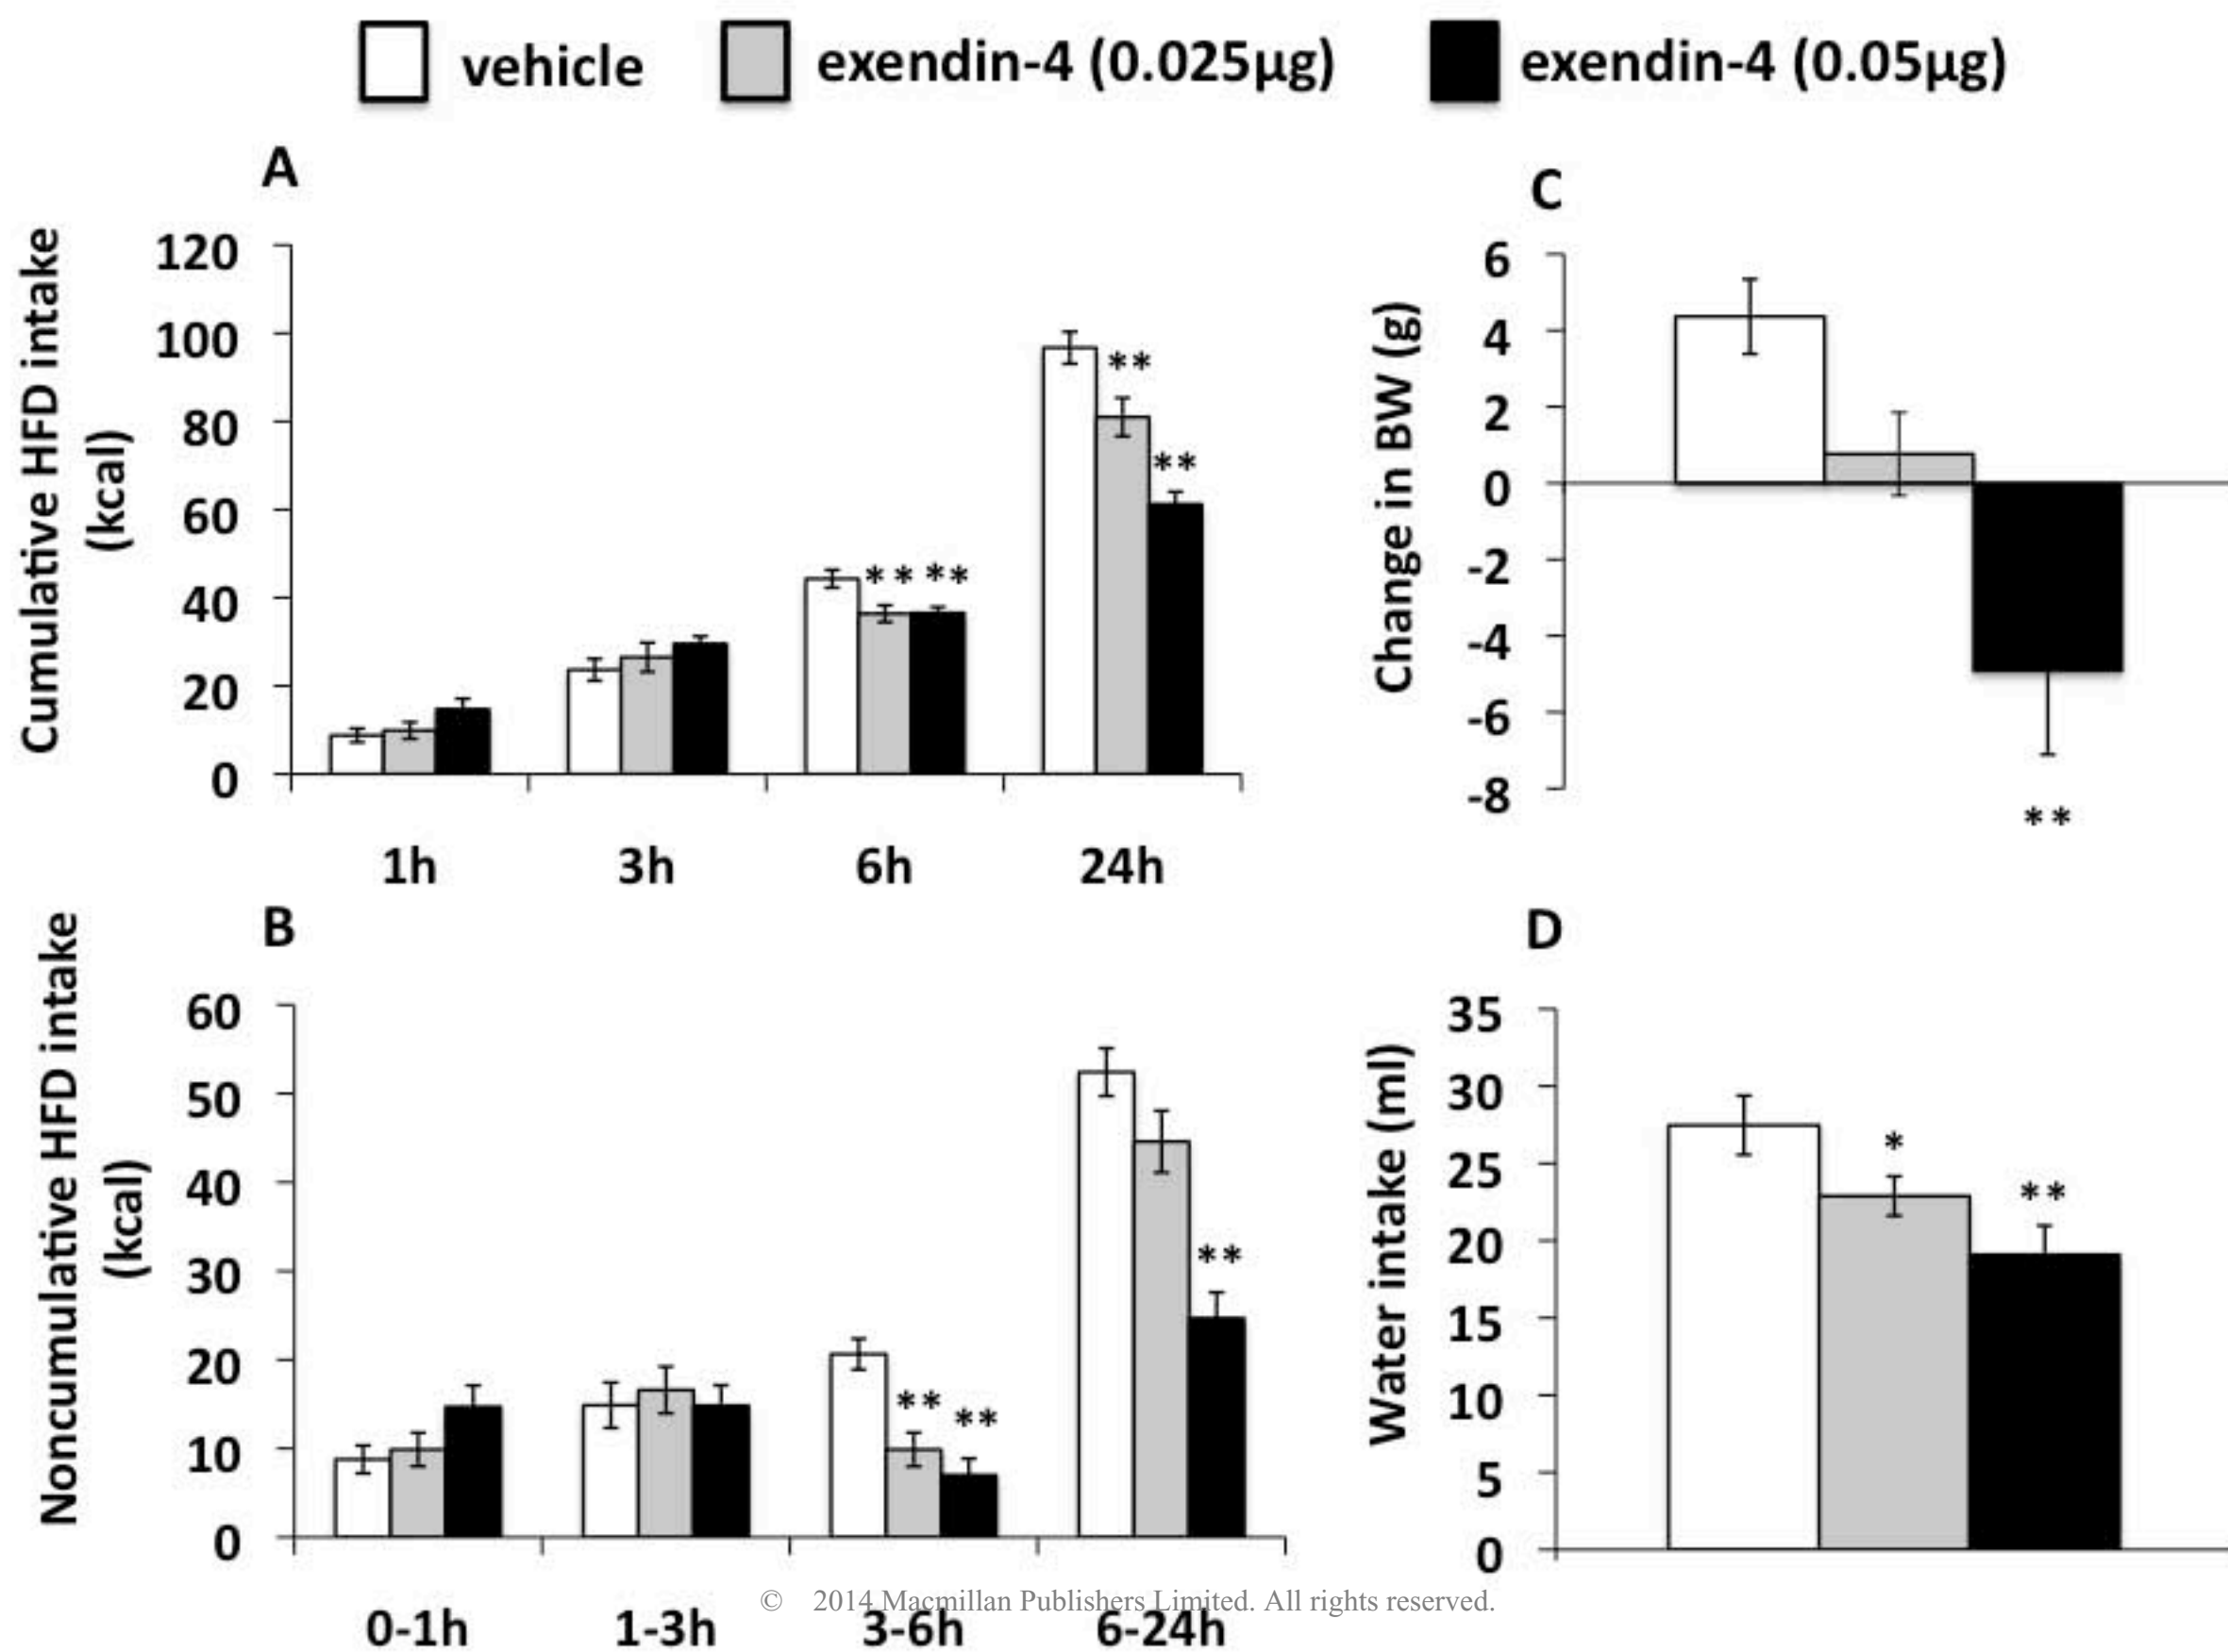 vehicle exendin-4 (0.025µg) exendin-4 (0.05µg)
A
Cumulative HFD intake
(kcal)
120
100
80
60
40
20
0
** **
**
**
1h 3h 6h 24h
C
Change in BW (g)
6
4
2
0
-2
-4
-6
-8
**
B
Noncumulative HFD intake
(kcal)
60
50
40
30
20
10
0
**
**
**
0-1h 1-3h 3-6h 6-24h
D
Water intake (ml)
35
30
25
20
15
10
5
0
*
**
© 2014 Macmillan Publishers Limited. All rights reserved.